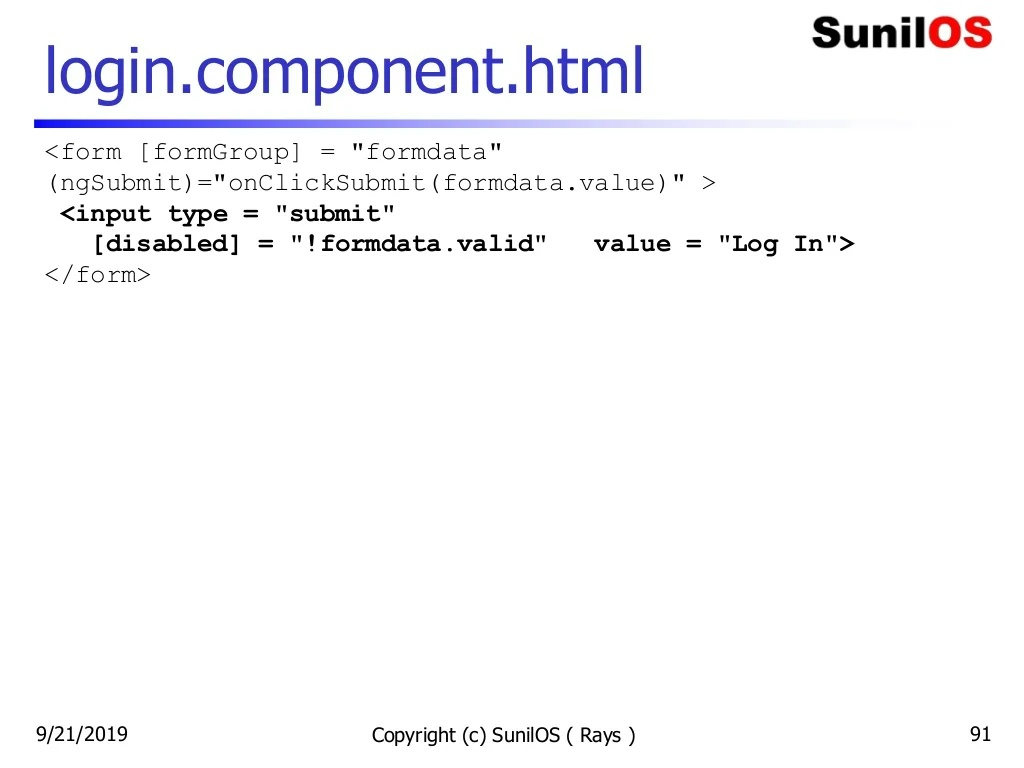 SunilOS
login.component.html
<form [formGroup] = "formdata"
(ngSubmit)="onClickSubmit(formdata.value)" >
<input type = "submit"
[disabled] = "!formdata.valid"   value = "Log In">
</form>
9/21/2019
Copyright (c) SunilOS ( Rays )
91